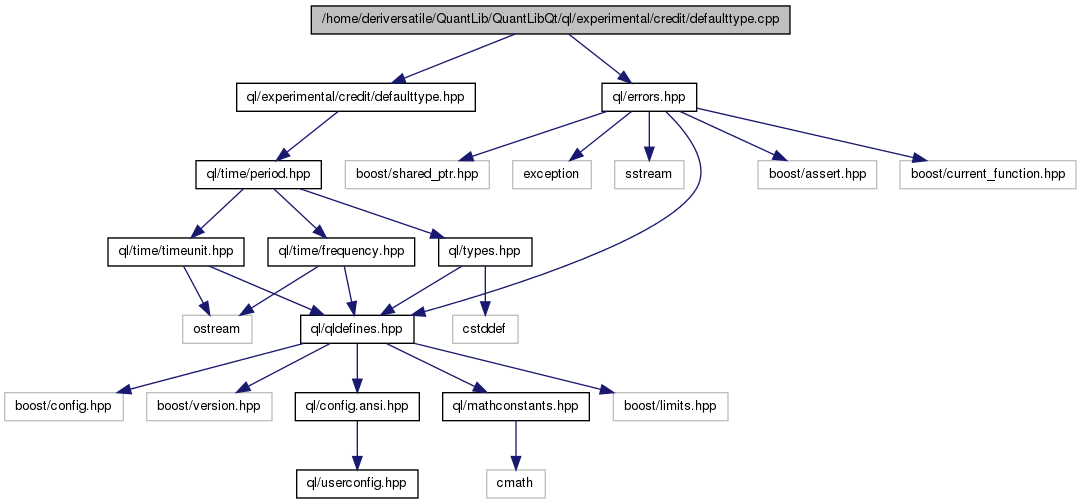 /home/deriversatile/QuantLib/QuantLibQt/ql/experimental/credit/defaulttype.cpp
ql/experimental/credit/defaulttype.hpp
ql/errors.hpp
ql/time/period.hpp
boost/shared_ptr.hpp
exception
sstream
boost/assert.hpp
boost/current_function.hpp
ql/time/timeunit.hpp
ql/time/frequency.hpp
ql/types.hpp
ostream
ql/qldefines.hpp
cstddef
boost/config.hpp
boost/version.hpp
ql/config.ansi.hpp
ql/mathconstants.hpp
boost/limits.hpp
ql/userconfig.hpp
cmath